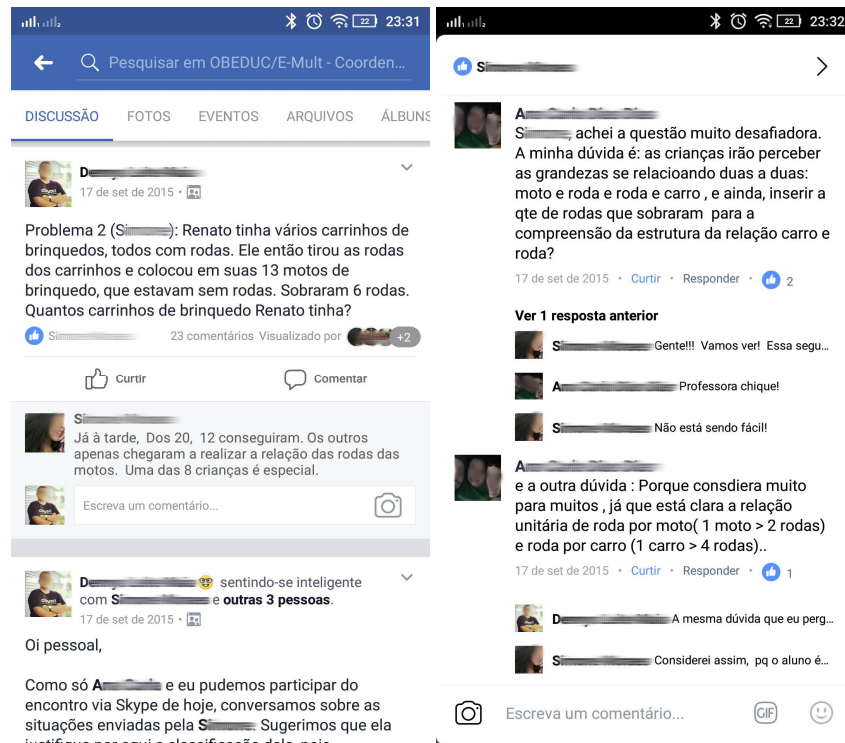 23:31
22
Pesquisar em OBEDUC/E-Mult - Coorden...
DISCUSSÃO FOTOS EVENTOS ARQUIVOS ÁLBUNS
D
17 de set de 2015
Problema 2 (Si): Renato tinha vários carrinhos de
brinquedos, todos com rodas. Ele então tirou as rodas
dos carrinhos e colocou em suas 13 motos de
brinquedo, que estavam sem rodas. Sobraram 6 rodas.
Quantos carrinhos de brinquedo Renato tinha?
Si 23 comentários Visualizado por +2
Curtir Comentar
Si
Já à tarde, Dos 20, 12 conseguiram. Os outros
apenas chegaram a realizar a relação das rodas das
motos. Uma das 8 crianças é especial.
Escreva um comentário...
D sentindo-se inteligente
com S e outras 3 pessoas.
17 de set de 2015
Oi pessoal,
Como só A e eu pudemos participar do
encontro via Skype de hoje, conversamos sobre as
situações enviadas pela S Sugerimos que ela
22 23:32
S
A
S, achei a questão muito desafiadora.
A minha dúvida é: as crianças irão perceber
as grandezas se relacioando duas a duas:
moto e roda e roda e carro , e ainda, inserir a
qte de rodas que sobraram para a
compreensão da estrutura da relação carro e
roda?
17 de set de 2015 • Curtir • Responder • 2
Ver 1 resposta anterior
S Gente!!! Vamos ver! Essa segu...
A Professora chique!
S Não está sendo fácil!
A
e a outra dúvida : Porque consdiera muito
para muitos , já que está clara a relação
unitária de roda por moto( 1 moto > 2 rodas)
e roda por carro (1 carro > 4 rodas)..
17 de set de 2015 • Curtir • Responder • 1
D A mesma dúvida que eu perg...
S Considerei assim, pq o aluno é...
Escreva um comentário... GIF